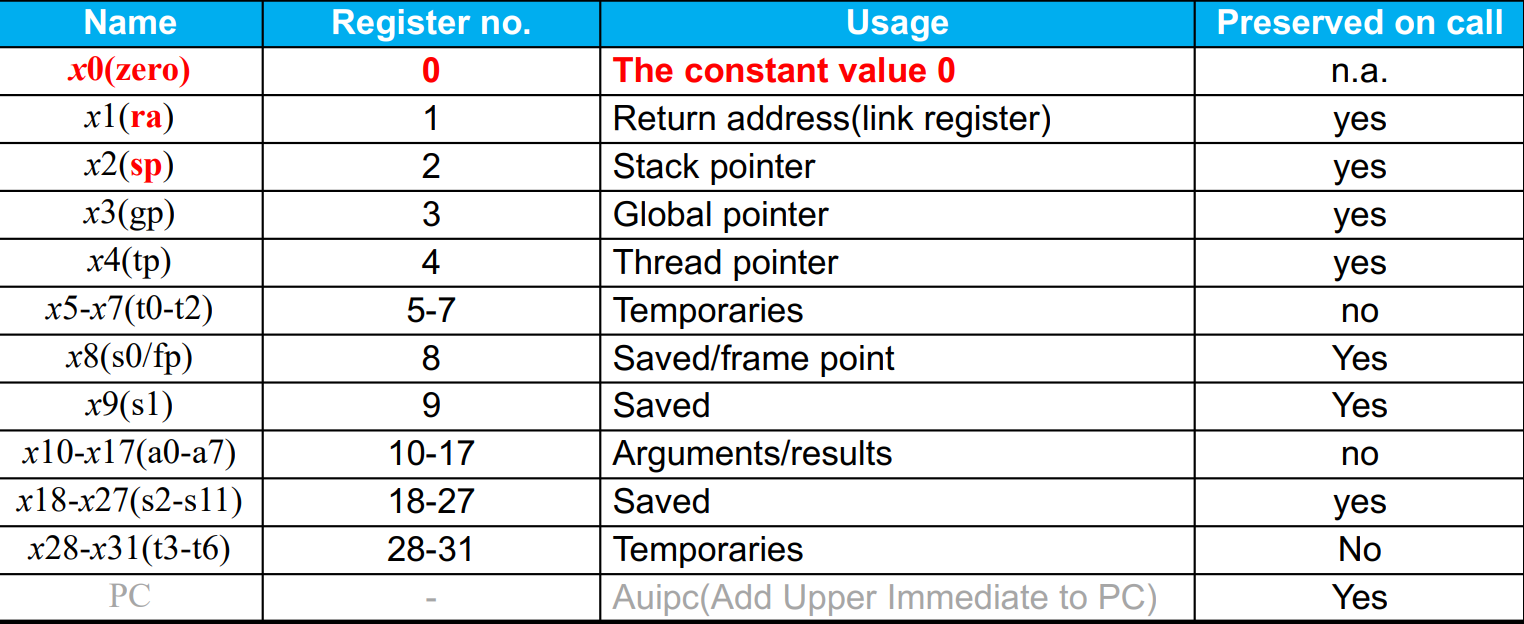 Name Register no. Usage Preserved on call
x0(zero) 0 The constant value 0 n.a.
x1(ra) 1 Return address(link register) yes
x2(sp) 2 Stack pointer yes
x3(gp) 3 Global pointer yes
x4(tp) 4 Thread pointer yes
x5-x7(t0-t2) 5-7 Temporaries no
x8(s0/fp) 8 Saved/frame point Yes
x9(s1) 9 Saved Yes
x10-x17(a0-a7) 10-17 Arguments/results no
x18-x27(s2-s11) 18-27 Saved yes
x28-x31(t3-t6) 28-31 Temporaries No
PC - Auipc(Add Upper Immediate to PC) Yes